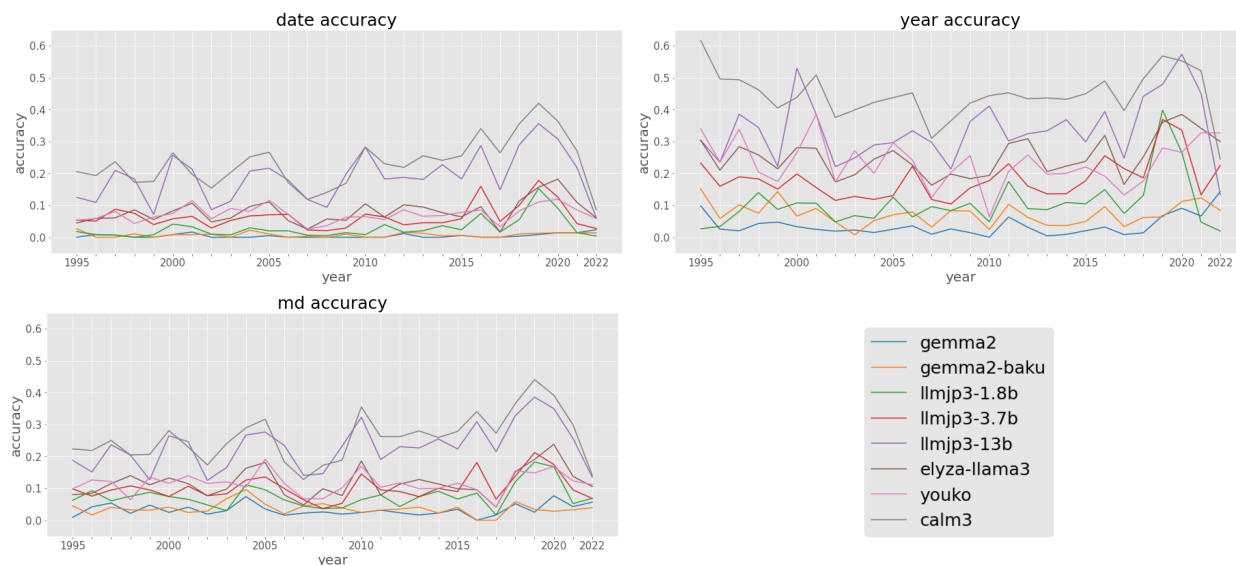 date accuracy
accuracy
0.6
0.5
0.4
0.3
0.2
0.1
0.0
1995 2000 2005 2010 2015 2020 2022
year
year accuracy
accuracy
0.6
0.5
0.4
0.3
0.2
0.1
0.0
1995 2000 2005 2010 2015 2020 2022
year
md accuracy
accuracy
0.6
0.5
0.4
0.3
0.2
0.1
0.0
1995 2000 2005 2010 2015 2020 2022
year
gemma2
gemma2-baku
llmjp3-1.8b
llmjp3-3.7b
llmjp3-13b
elyza-llama3
youko
calm3